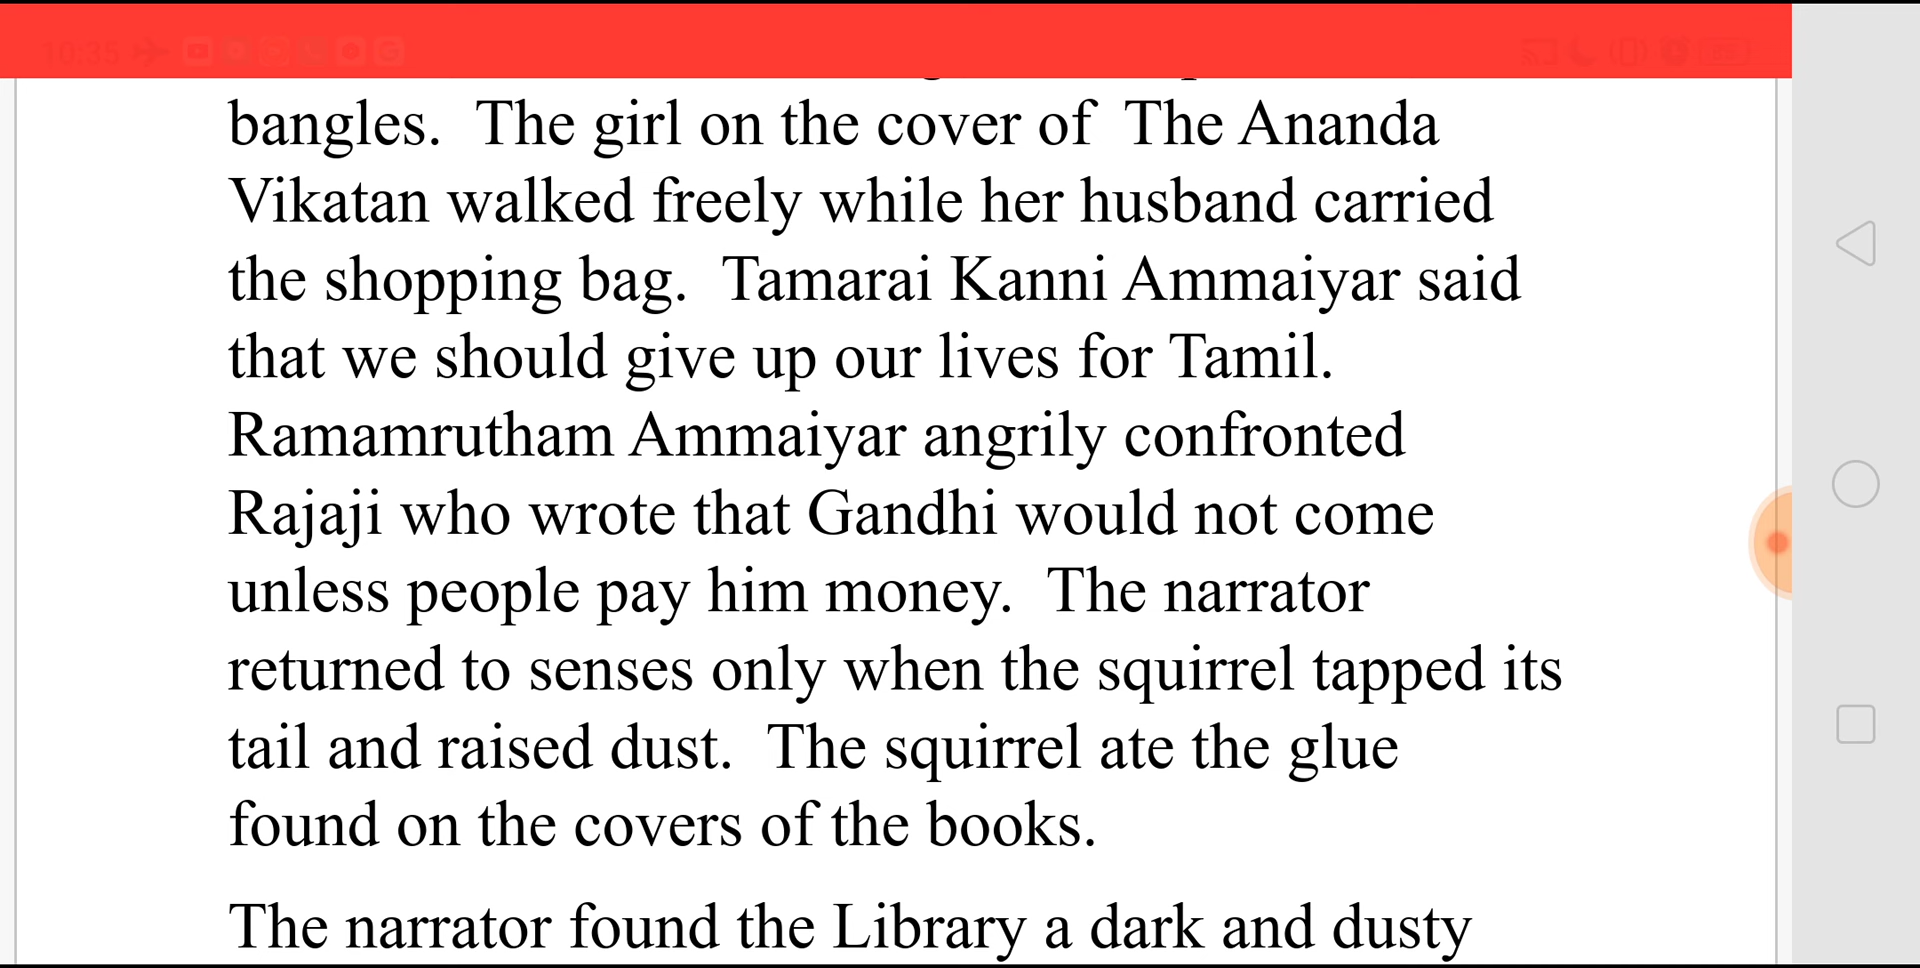 10:35
bangles. The girl on the cover of The Ananda
Vikatan walked freely while her husband carried
the shopping bag. Tamarai Kanni Ammaiyar said
that we should give up our lives for Tamil.
Ramamrutham Ammaiyar angrily confronted
Rajaji who wrote that Gandhi would not come
unless people pay him money. The narrator
returned to senses only when the squirrel tapped its
tail and raised dust. The squirrel ate the glue
found on the covers of the books.
The narrator found the Library a dark and dusty